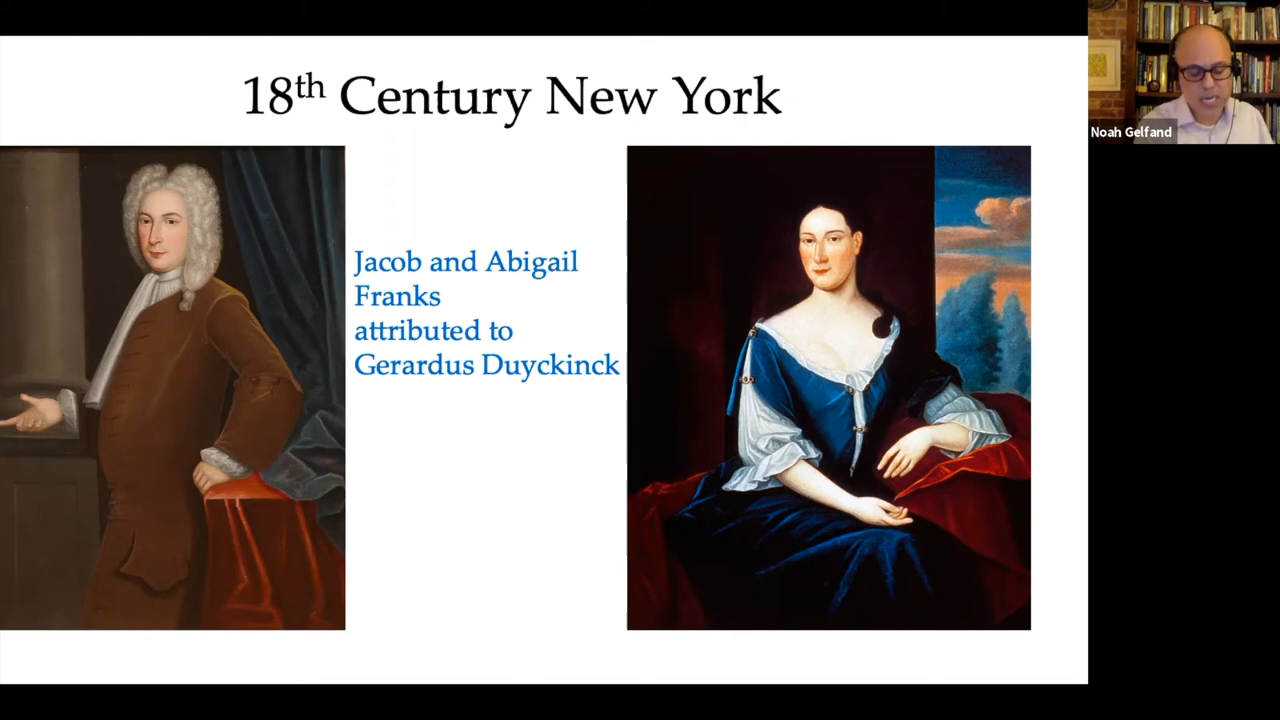 18th Century New York
Jacob and Abigail
Franks
attributed to
Gerardus Duyckinck
Noah Gelfand